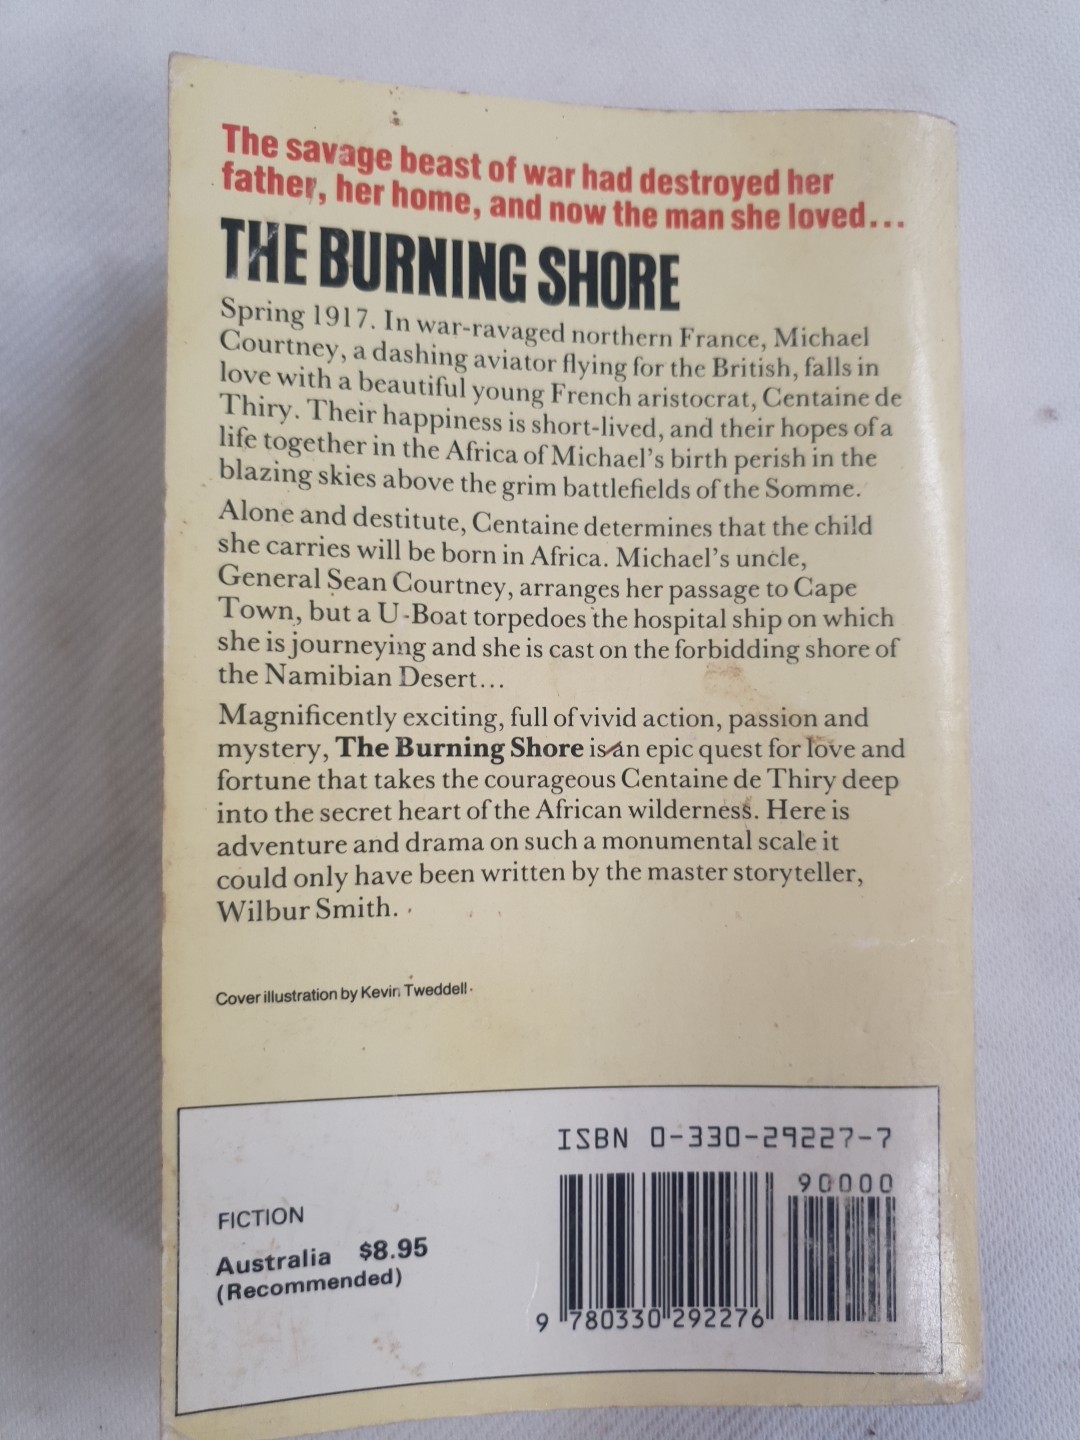 The savage beast of war had destroyed her
father, her home, and now the man she loved...
THE BURNING SHORE
Spring 1917. In war-ravaged northern France, Michael
Courtney, a dashing aviator flying for the British, falls in
love with a beautiful young French aristocrat, Centaine de
Thiry. Their happiness is short-lived, and their hopes of a
life together in the Africa of Michael's birth perish in the
blazing skies above the grim battlefields of the Somme.
Alone and destitute, Centaine determines that the child
she carries will be born in Africa. Michael's uncle,
General Sean Courtney, arranges her passage to Cape
Town, but a U-Boat torpedoes the hospital ship on which
she is journeying and she is cast on the forbidding shore of
the Namibian Desert...
Magnificently exciting, full of vivid action, passion and
mystery, The Burning Shore is an epic quest for love and
fortune that takes the courageous Centaine de Thiry deep
into the secret heart of the African wilderness. Here is
adventure and drama on such a monumental scale it
could only have been written by the master storyteller,
Wilbur Smith.
Cover illustration by Kevin Tweddell
ISBN 0-330-29227-7
90000
FICTION
Australia $8.95
(Recommended)
9 780330 292276